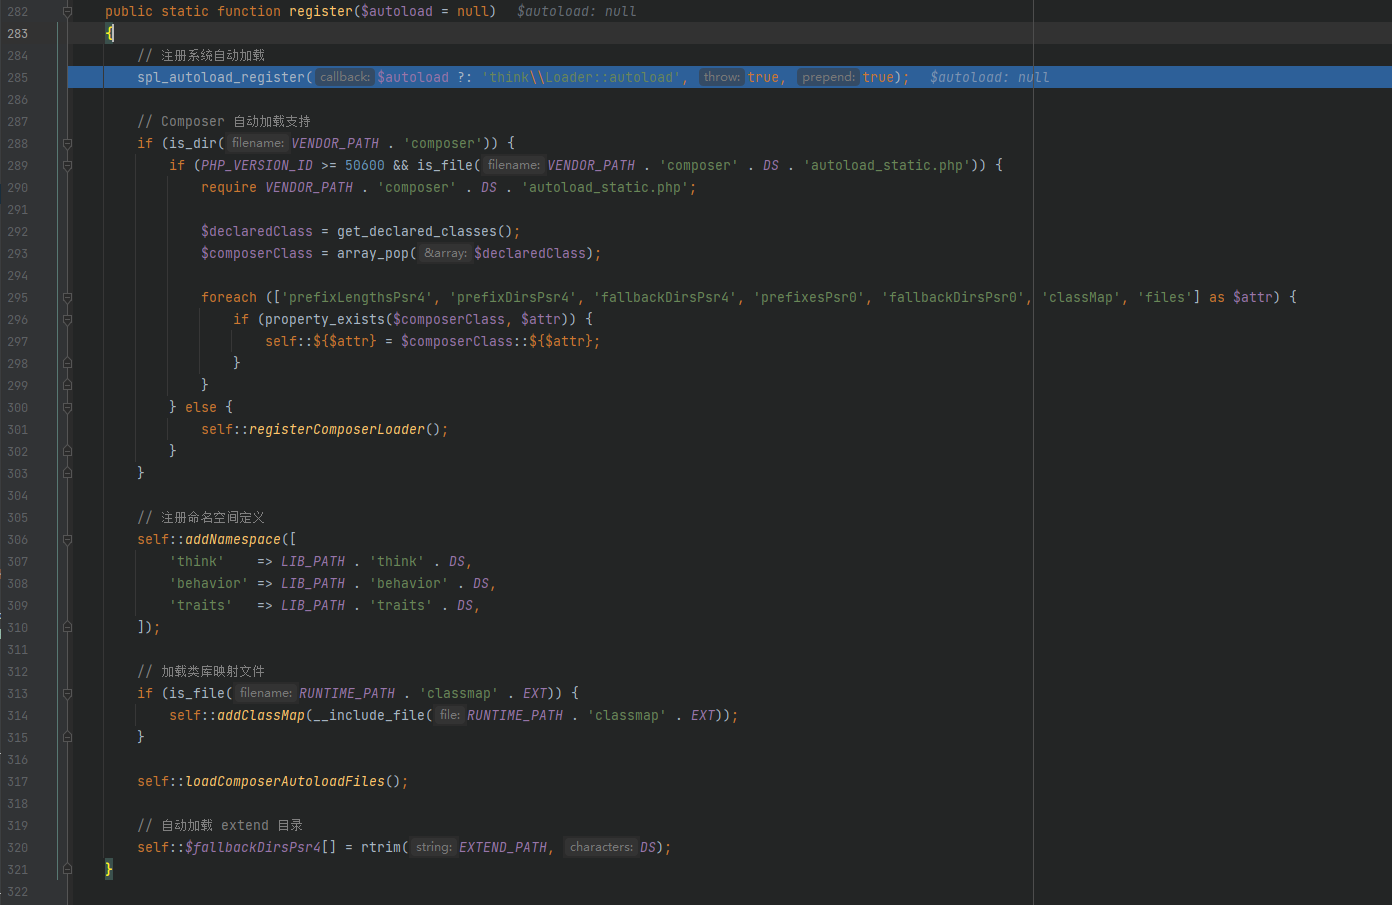 282 public static function register($autoload = null) $autoload: null
283 {
284 // 注册系统自动加载
285 spl_autoload_register( callback: $autoload ?: 'think\\Loader::autoload', throw: true, prepend: true); $autoload: null
286
287 // Composer 自动加载支持
288 if (is_dir( filename: VENDOR_PATH . 'composer')) {
289 if (PHP_VERSION_ID >= 50600 && is_file( filename: VENDOR_PATH . 'composer' . DS . 'autoload_static.php')) {
290 require VENDOR_PATH . 'composer' . DS . 'autoload_static.php';
291
292 $declaredClass = get_declared_classes();
293 $composerClass = array_pop( &array: $declaredClass);
294
295 foreach (['prefixLengthsPsr4', 'prefixDirsPsr4', 'fallbackDirsPsr4', 'prefixesPsr0', 'fallbackDirsPsr0', 'classMap', 'files'] as $attr) {
296 if (property_exists($composerClass, $attr)) {
297 self::${$attr} = $composerClass::${$attr};
298 }
299 }
300 } else {
301 self::registerComposerLoader();
302 }
303 }
304
305 // 注册命名空间定义
306 self::addNamespace([
307 'think' => LIB_PATH . 'think' . DS,
308 'behavior' => LIB_PATH . 'behavior' . DS,
309 'traits' => LIB_PATH . 'traits' . DS,
310 ]);
311
312 // 加载类库映射文件
313 if (is_file( filename: RUNTIME_PATH . 'classmap' . EXT)) {
314 self::addClassMap(__include_file( file: RUNTIME_PATH . 'classmap' . EXT));
315 }
316
317 self::loadComposerAutoloadFiles();
318
319 // 自动加载 extend 目录
320 self::$fallbackDirsPsr4[] = rtrim( string: EXTEND_PATH, characters: DS);
321 }
322